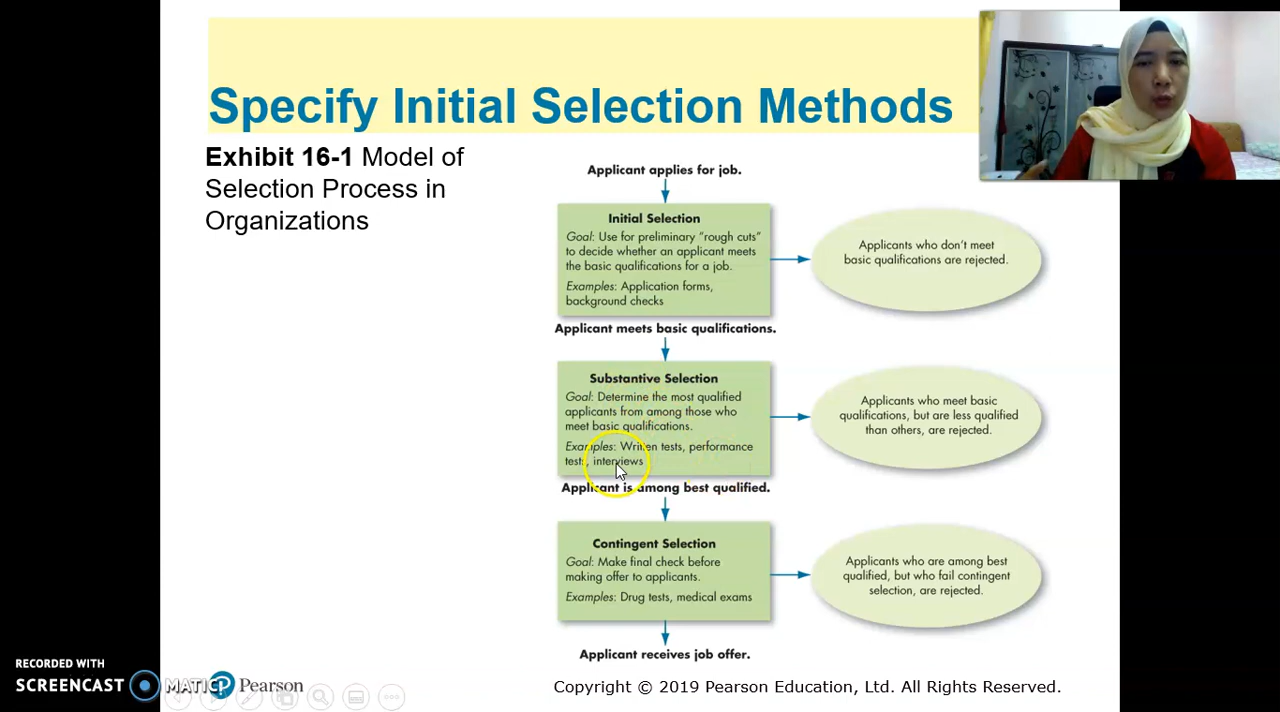 Specify Initial Selection Methods
Exhibit 16-1 Model of
Selection Process in
Organizations
Applicant applies for job.
Initial Selection
Goal: Use for preliminary “rough cuts”
to decide whether an applicant meets
the basic qualifications for a job.
Examples: Application forms,
background checks
Applicants who don’t meet
basic qualifications are rejected.
Applicant meets basic qualifications.
Substantive Selection
Goal: Determine the most qualified
applicants from among those who
meet basic qualifications.
Examples: Written tests, performance
tests, interviews
Applicants who meet basic
qualifications, but are less qualified
than others, are rejected.
Applicant is among best qualified.
Contingent Selection
Goal: Make final check before
making offer to applicants.
Examples: Drug tests, medical exams
Applicants who are among best
qualified, but who fail contingent
selection, are rejected.
Applicant receives job offer.
RECORDED WITH
SCREENCAST MATIC
Pearson
Copyright © 2019 Pearson Education, Ltd. All Rights Reserved.